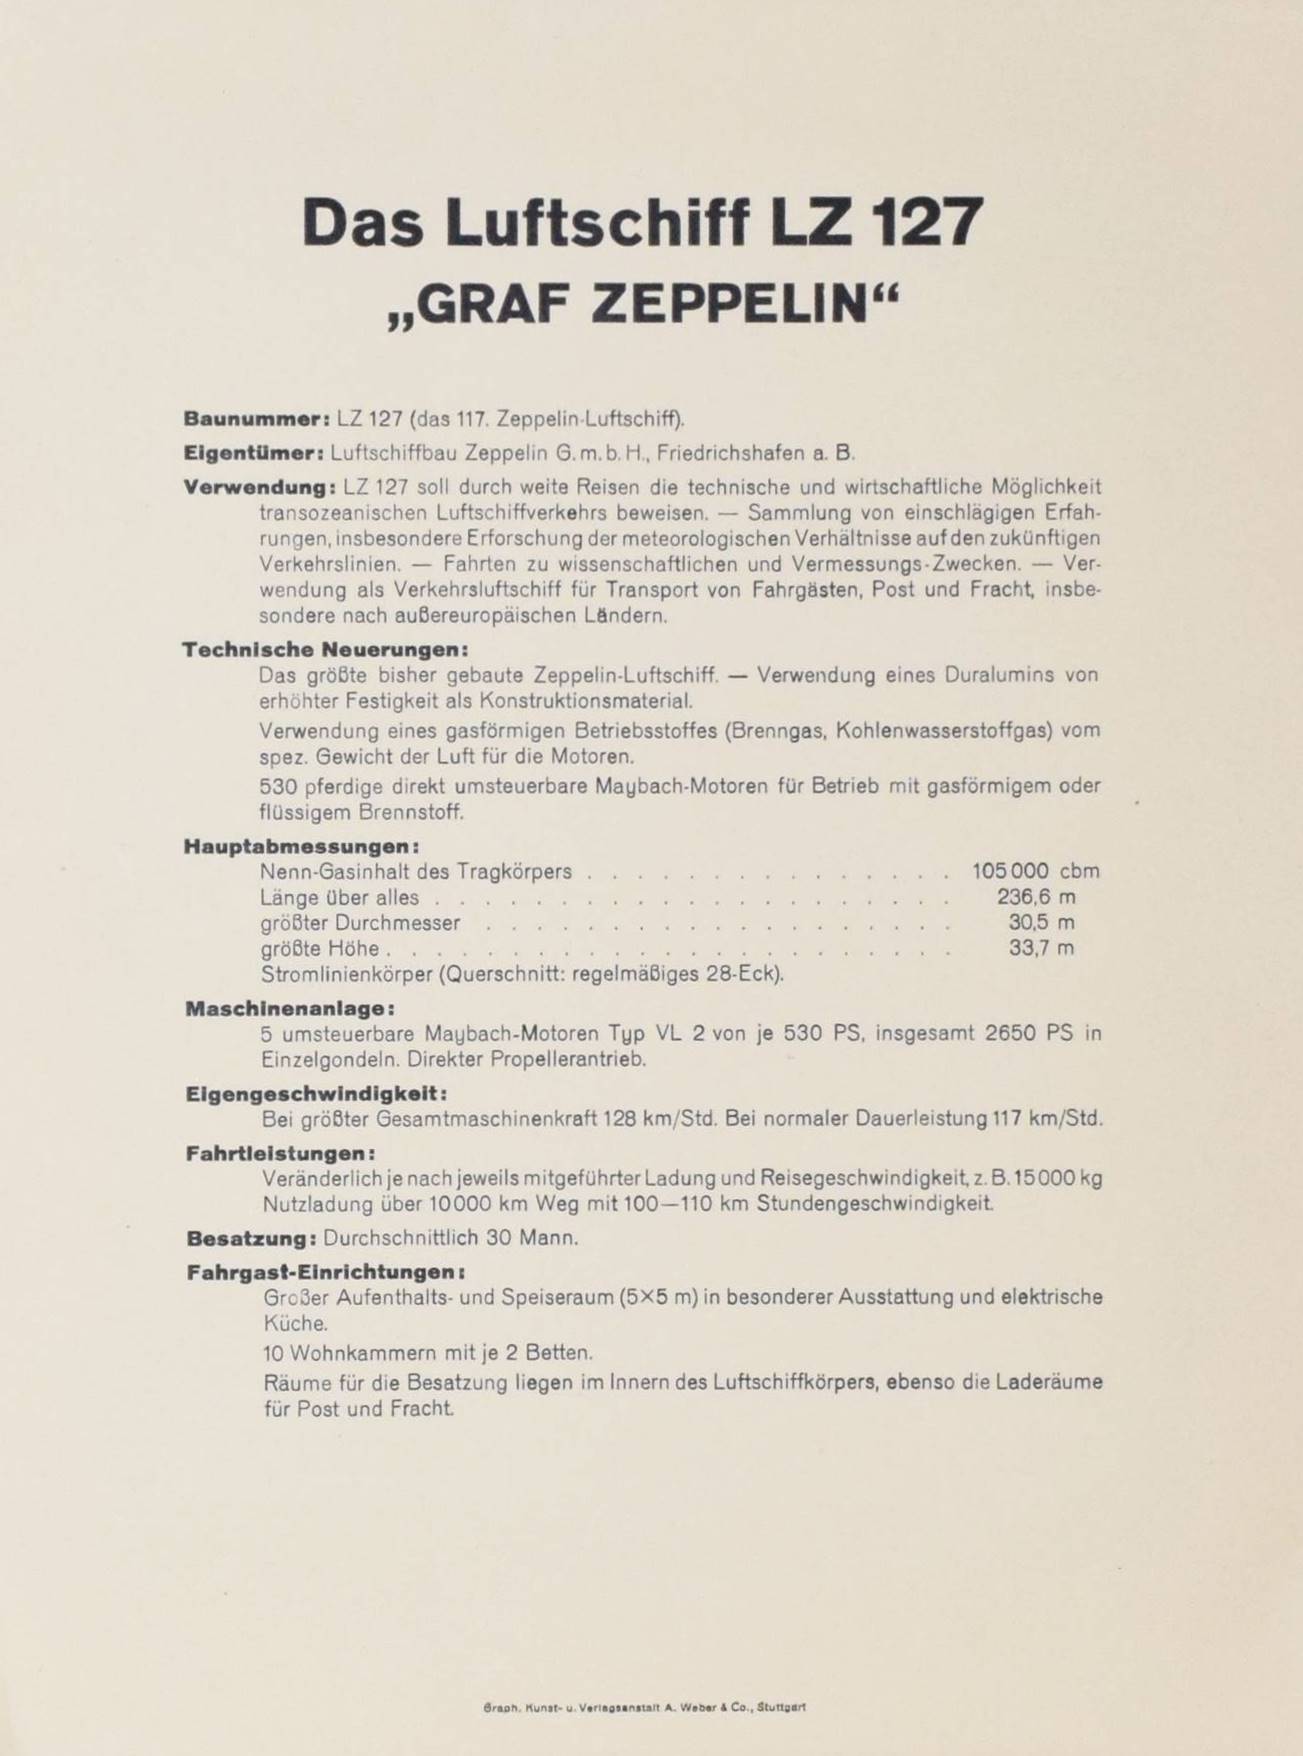 Das Luftschiff LZ 127
„GRAF ZEPPELIN“
Baunummer: LZ 127 (das 117. Zeppelin-Luftschiff).
Eigentümer: Luftschiffbau Zeppelin G. m. b. H., Friedrichshafen a. B.
Verwendung: LZ 127 soll durch weite Reisen die technische und wirtschaftliche Möglichkeit
transozeanischen Luftschiffverkehrs beweisen. — Sammlung von einschlägigen Erfah-
rungen, insbesondere Erforschung der meteorologischen Verhältnisse auf den zukünftigen
Verkehrslinien. — Fahrten zu wissenschaftlichen und Vermessungs-Zwecken. — Ver-
wendung als Verkehrsluftschiff für Transport von Fahrgästen, Post und Fracht, insbe-
sondere nach außereuropäischen Ländern.
Technische Neuerungen:
Das größte bisher gebaute Zeppelin-Luftschiff. — Verwendung eines Duralumins von
erhöhter Festigkeit als Konstruktionsmaterial.
Verwendung eines gasförmigen Betriebsstoffes (Brenngas, Kohlenwasserstoffgas) vom
spez. Gewicht der Luft für die Motoren.
530 pferdige direkt umsteuerbare Maybach-Motoren für Betrieb mit gasförmigem oder
flüssigem Brennstoff.
Hauptabmessungen:
Nenn-Gasinhalt des Tragkörpers . . . . . . . . . . . . . . . 105 000 cbm
Länge über alles . . . . . . . . . . . . . . . . . . . . . 236,6 m
größter Durchmesser . . . . . . . . . . . . . . . . . . . 30,5 m
größte Höhe . . . . . . . . . . . . . . . . . . . . . . . 33,7 m
Stromlinienkörper (Querschnitt: regelmäßiges 28-Eck).
Maschinenanlage:
5 umsteuerbare Maybach-Motoren Typ VL 2 von je 530 PS, insgesamt 2650 PS in
Einzelgondeln. Direkter Propellerantrieb.
Eigengeschwindigkeit:
Bei größter Gesamtmaschinenkraft 128 km/Std. Bei normaler Dauerleistung 117 km/Std.
Fahrtleistungen:
Veränderlich je nach jeweils mitgeführter Ladung und Reisegeschwindigkeit, z. B. 15 000 kg
Nutzladung über 10 000 km Weg mit 100—110 km Stundengeschwindigkeit.
Besatzung: Durchschnittlich 30 Mann.
Fahrgast-Einrichtungen:
Großer Aufenthalts- und Speiseraum (5×5 m) in besonderer Ausstattung und elektrische
Küche.
10 Wohnkammern mit je 2 Betten.
Räume für die Besatzung liegen im Innern des Luftschiffkörpers, ebenso die Laderäume
für Post und Fracht.
Graph. Kunst- u. Verlagsanstalt A. Weber & Co., Stuttgart